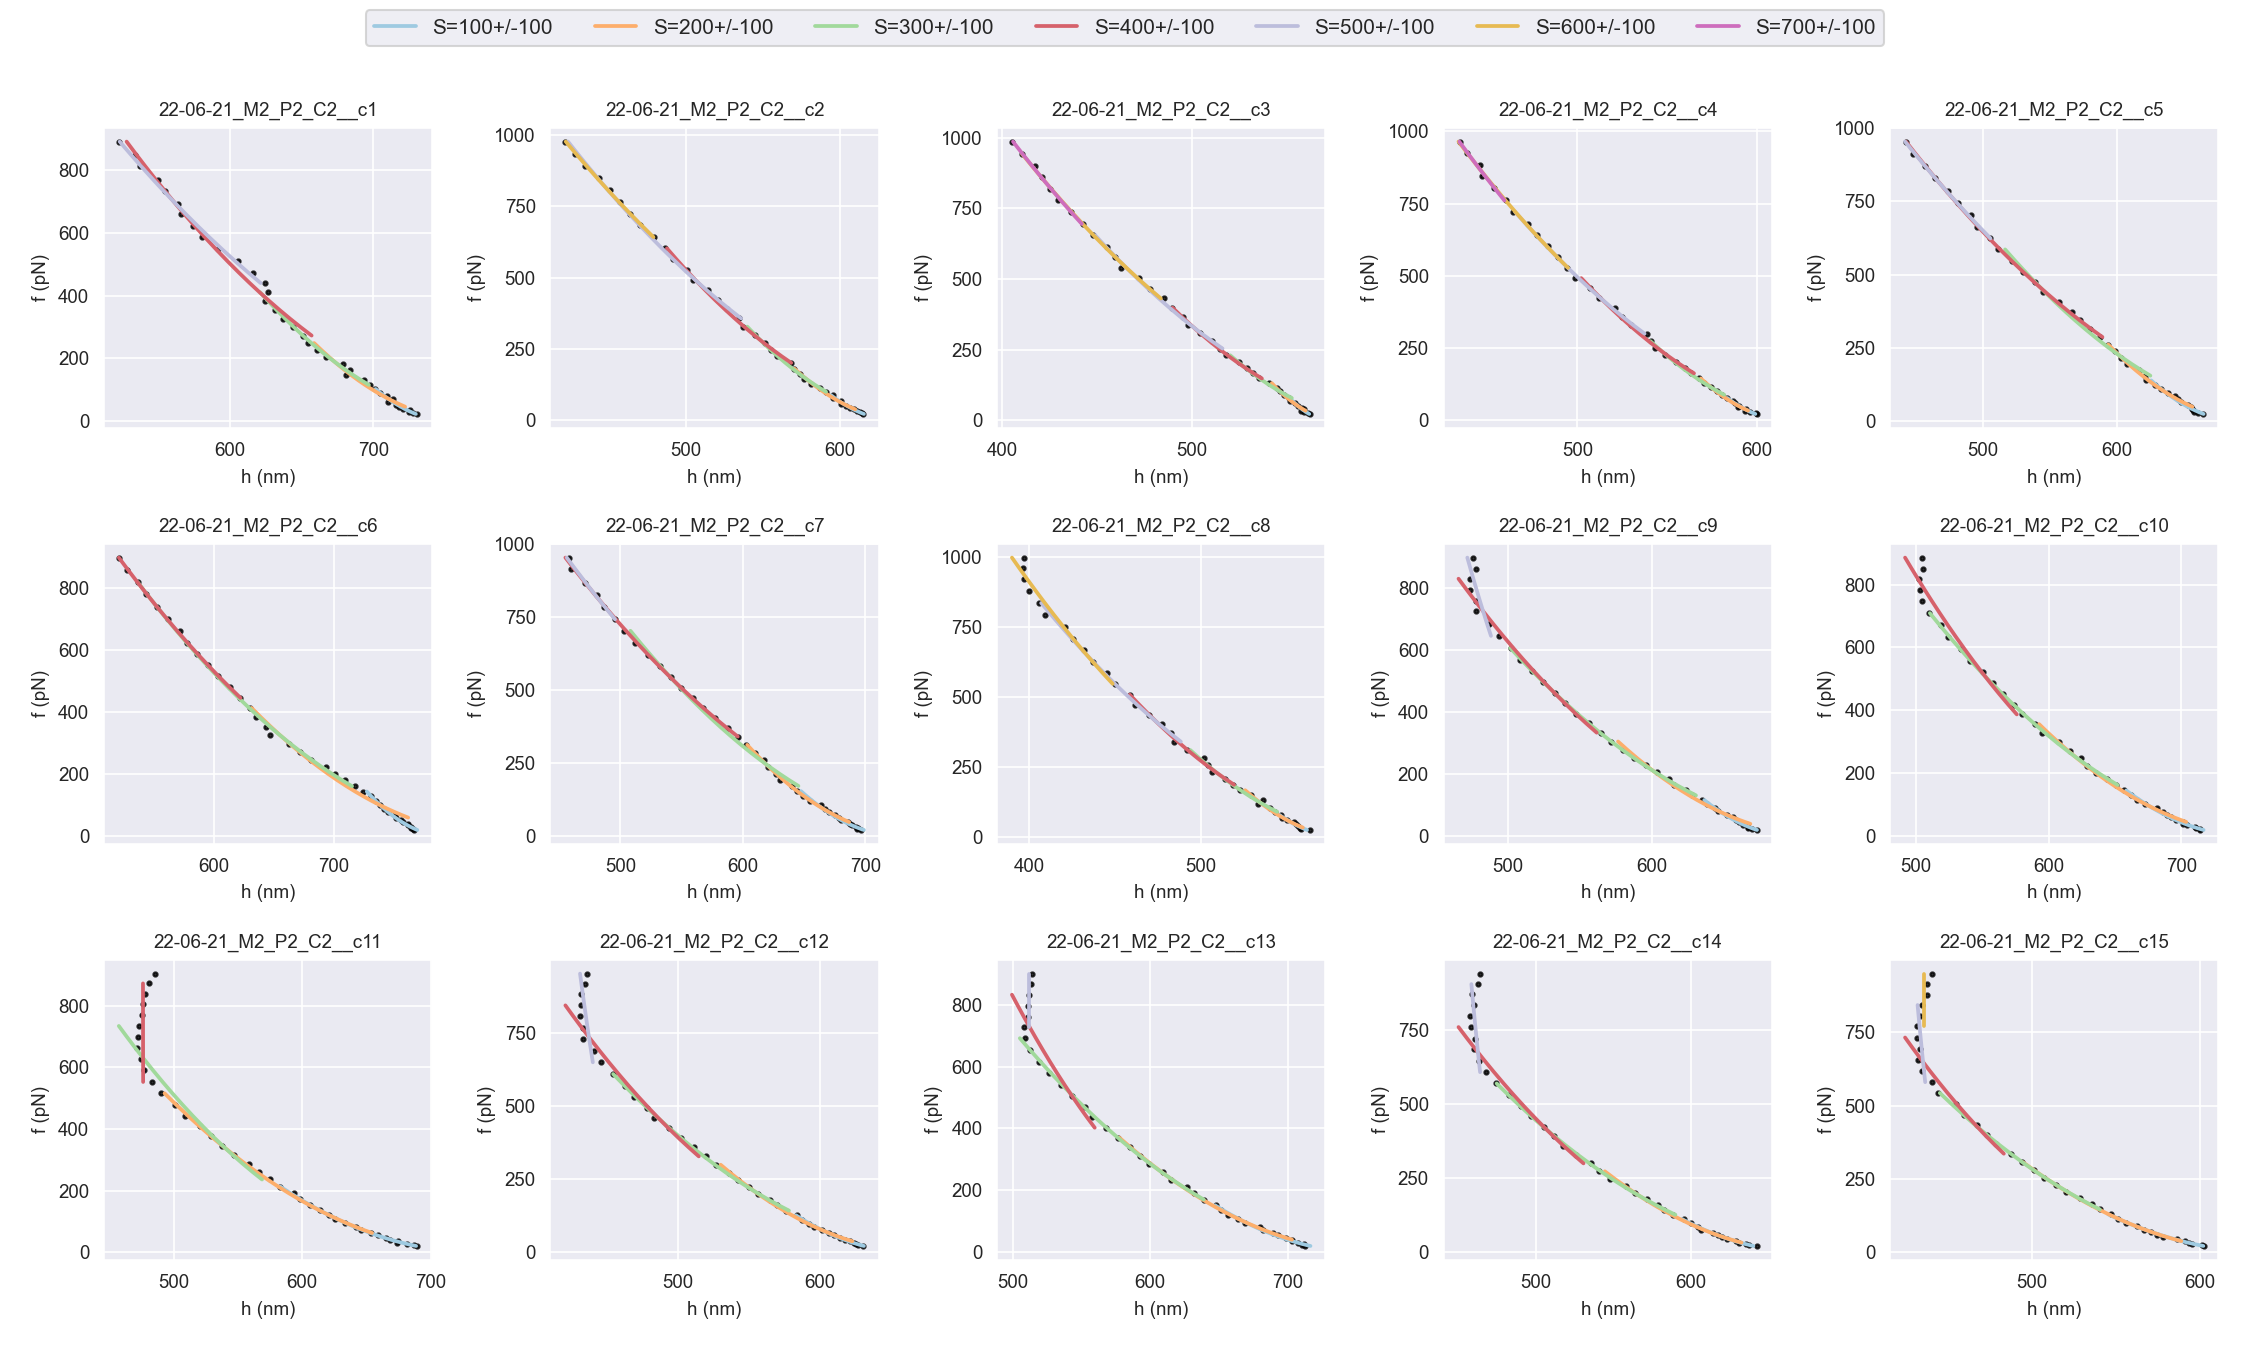 S=100+/-100 S=200+/-100 S=300+/-100 S=400+/-100 S=500+/-100 S=600+/-100 S=700+/-100
22-06-21_M2_P2_C2__c1
800
600
400
200
0
f (pN)
600 700
h (nm)
22-06-21_M2_P2_C2__c2
1000
750
500
250
0
f (pN)
500 600
h (nm)
22-06-21_M2_P2_C2__c3
1000
750
500
250
0
f (pN)
400 500
h (nm)
22-06-21_M2_P2_C2__c4
1000
750
500
250
0
f (pN)
500 600
h (nm)
22-06-21_M2_P2_C2__c5
1000
750
500
250
0
f (pN)
500 600
h (nm)
22-06-21_M2_P2_C2__c6
800
600
400
200
0
f (pN)
600 700
h (nm)
22-06-21_M2_P2_C2__c7
1000
750
500
250
0
f (pN)
500 600 700
h (nm)
22-06-21_M2_P2_C2__c8
1000
750
500
250
0
f (pN)
400 500
h (nm)
22-06-21_M2_P2_C2__c9
800
600
400
200
0
f (pN)
500 600
h (nm)
22-06-21_M2_P2_C2__c10
800
600
400
200
0
f (pN)
500 600 700
h (nm)
22-06-21_M2_P2_C2__c11
800
600
400
200
0
f (pN)
500 600 700
h (nm)
22-06-21_M2_P2_C2__c12
750
500
250
0
f (pN)
500 600
h (nm)
22-06-21_M2_P2_C2__c13
800
600
400
200
0
f (pN)
500 600 700
h (nm)
22-06-21_M2_P2_C2__c14
750
500
250
0
f (pN)
500 600
h (nm)
22-06-21_M2_P2_C2__c15
750
500
250
0
f (pN)
500 600
h (nm)